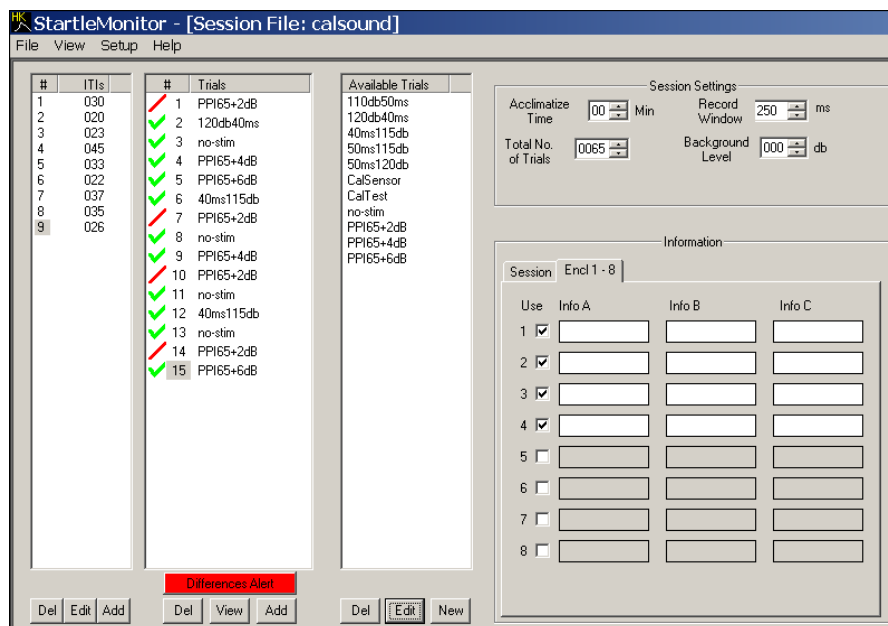 HK StartleMonitor - [Session File: calsound]
File View Setup Help
# ITIs
1 030
2 020
3 023
4 045
5 033
6 022
7 037
8 035
9 026
# Trials
1 PPI65+2dB
2 120db40ms
3 no-stim
4 PPI65+4dB
5 PPI65+6dB
6 40ms115db
7 PPI65+2dB
8 no-stim
9 PPI65+4dB
10 PPI65+2dB
11 no-stim
12 40ms115db
13 no-stim
14 PPI65+2dB
15 PPI65+6dB
Available Trials
110db50ms
120db40ms
40ms115db
50ms115db
50ms120db
CalSensor
CalTest
no-stim
PPI65+2dB
PPI65+4dB
PPI65+6dB
Session Settings
Acclimatize
Time
00 Min
Record
Window
250 ms
Total No.
of Trials
0065
Background
Level
000 db
Information
Session Encl 1 - 8
Use Info A Info B Info C
1
2
3
4
5
6
7
8
Differences Alert
Del Edit Add
Del View Add
Del Edit New